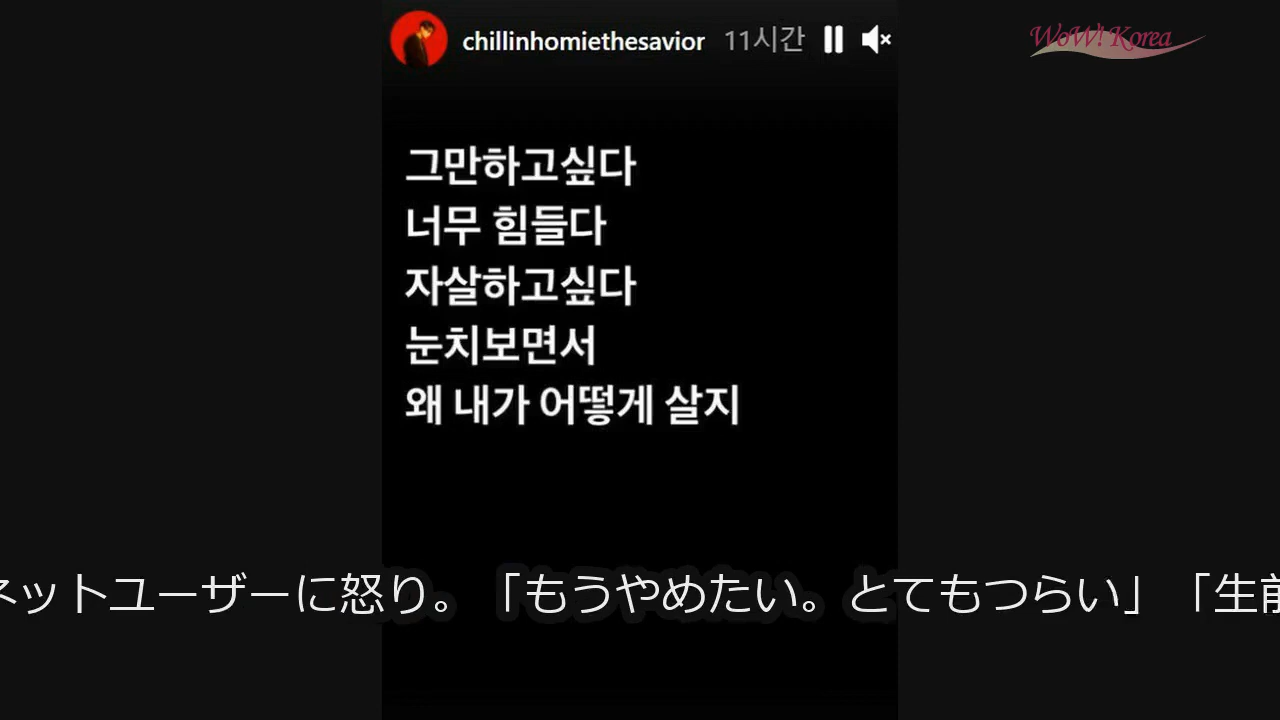 chillinhomiethesavior 11시간
WoW! Korea
그만하고싶다
너무 힘들다
자살하고싶다
눈치보면서
왜 내가 어떻게 살지
ネットユーザーに怒り。「もうやめたい。とてもつらい」「生前